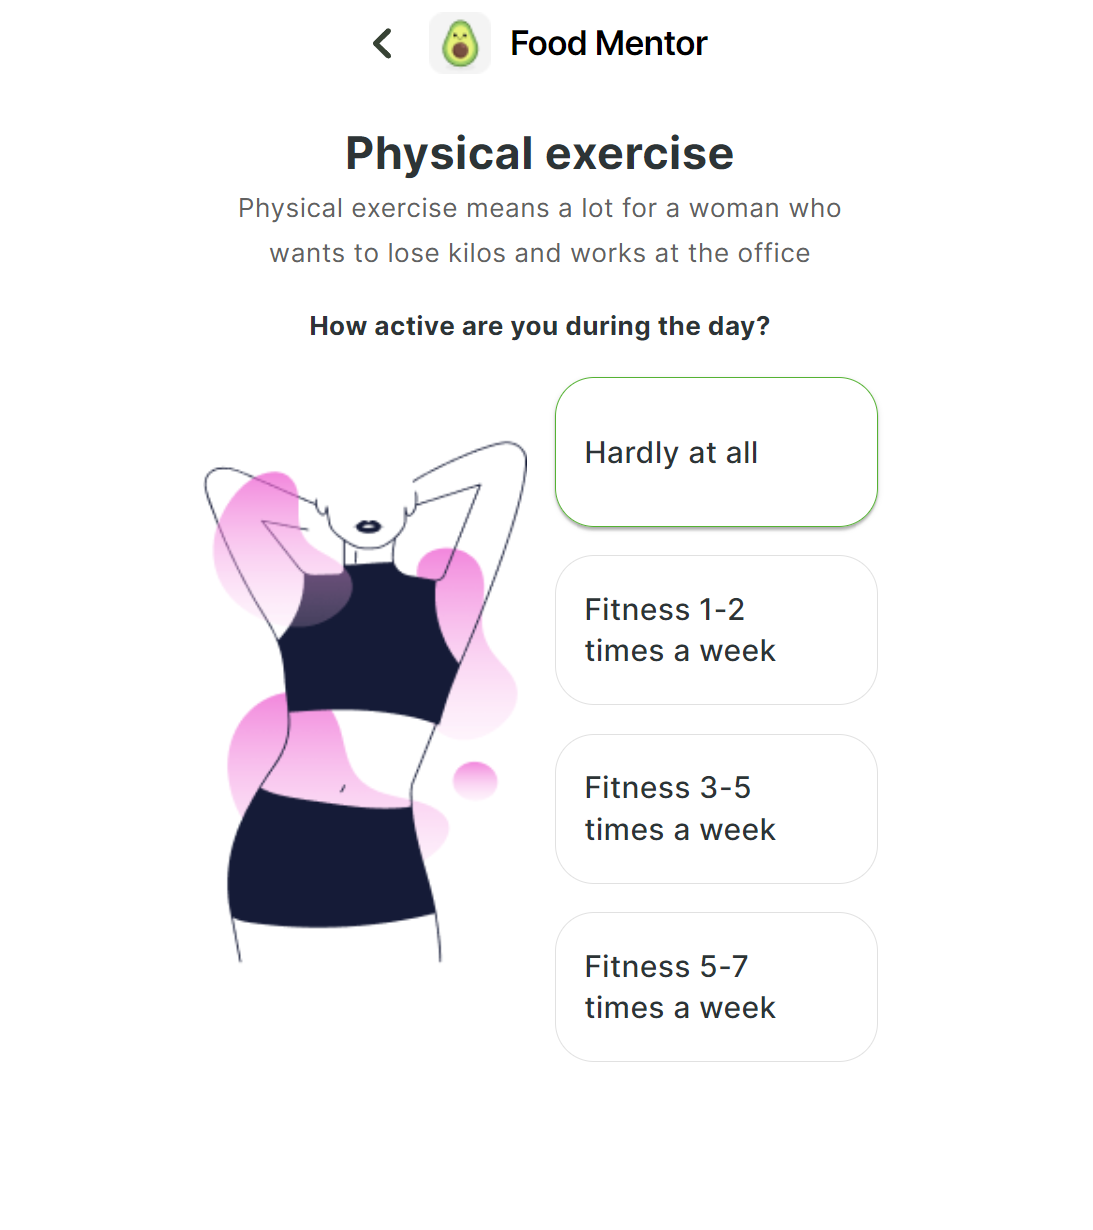 Food Mentor
Physical exercise
Physical exercise means a lot for a woman who
wants to lose kilos and works at the office
How active are you during the day?
Hardly at all
Fitness 1-2
times a week
Fitness 3-5
times a week
Fitness 5-7
times a week